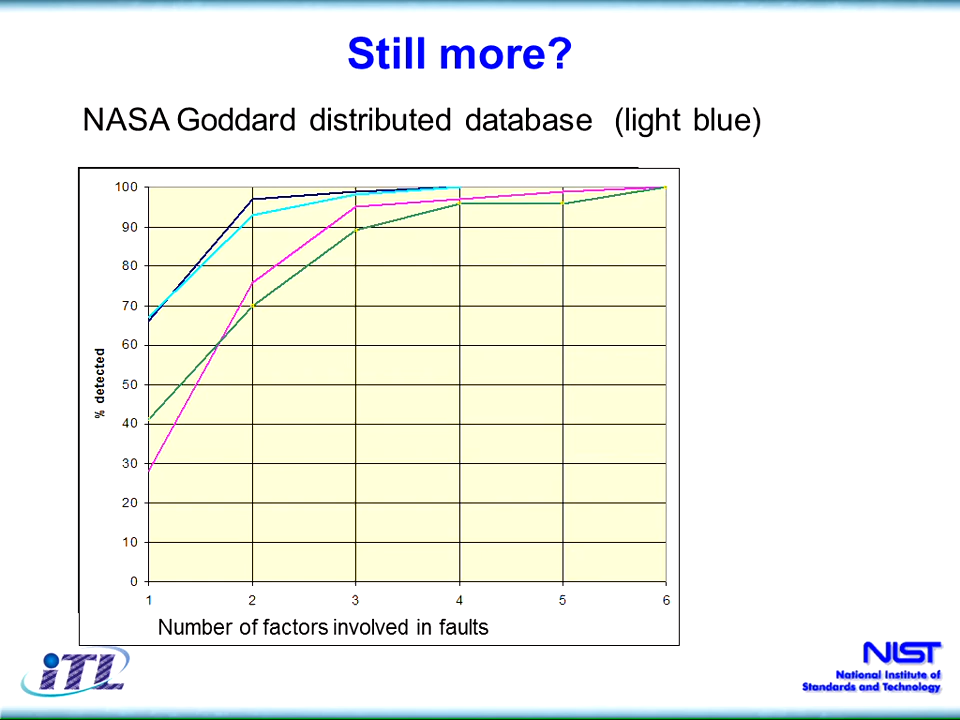 Still more?
NASA Goddard distributed database (light blue)
100
90
80
70
60
50
40
30
20
10
0
% detected
1 2 3 4 5 6
Number of factors involved in faults
iTL
NIST
National Institute of
Standards and Technology